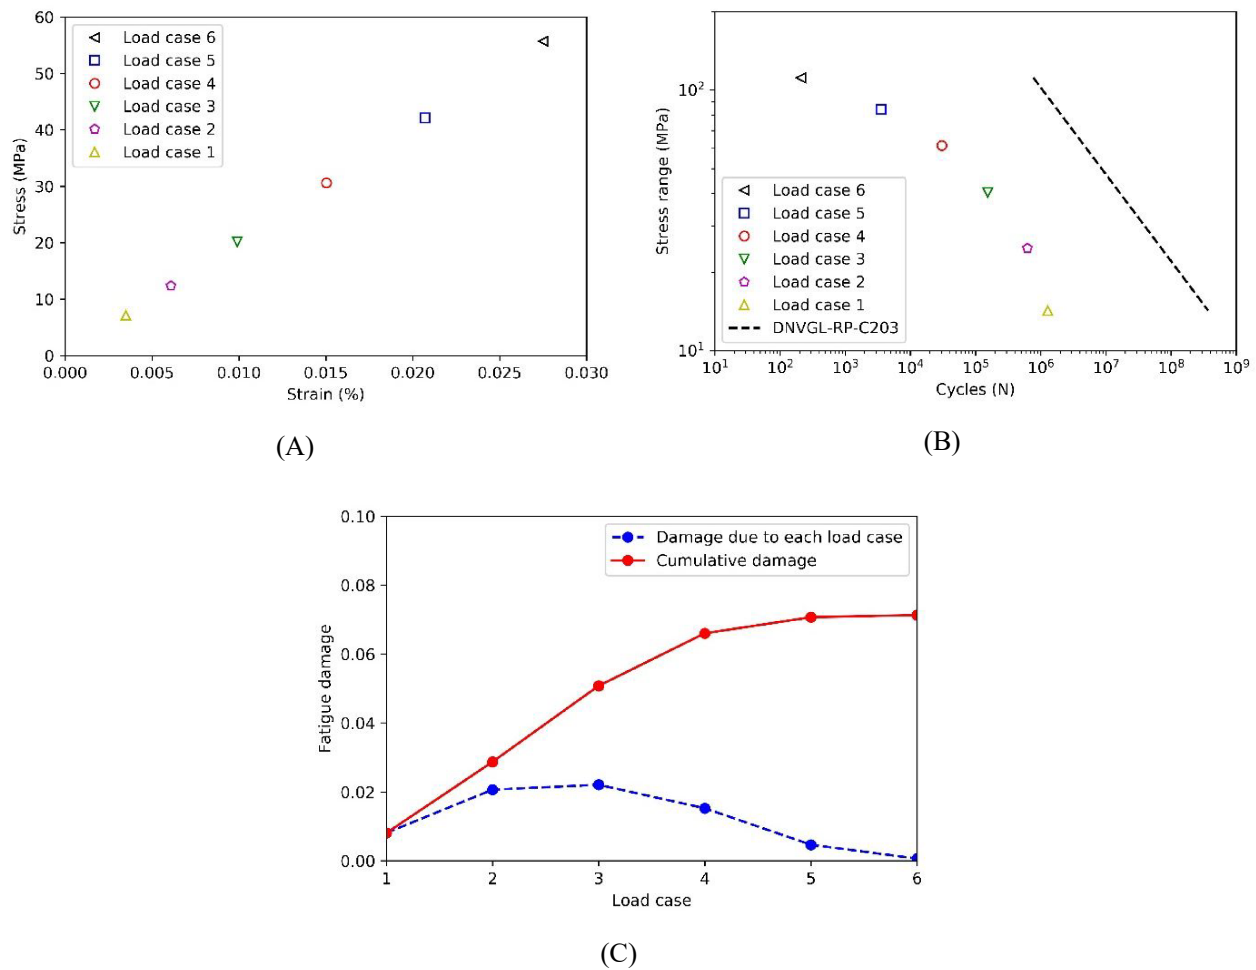 60
50
40
30
20
10
0
0.000 0.005 0.010 0.015 0.020 0.025 0.030
Stress (MPa)
Strain (%)
Load case 6
Load case 5
Load case 4
Load case 3
Load case 2
Load case 1
(A)
10²
10¹
10¹ 10² 10³ 10⁴ 10⁵ 10⁶ 10⁷ 10⁸ 10⁹
Stress range (MPa)
Cycles (N)
Load case 6
Load case 5
Load case 4
Load case 3
Load case 2
Load case 1
DNVGL-RP-C203
(B)
0.10
0.08
0.06
0.04
0.02
0.00
1 2 3 4 5 6
Fatigue damage
Load case
Damage due to each load case
Cumulative damage
(C)